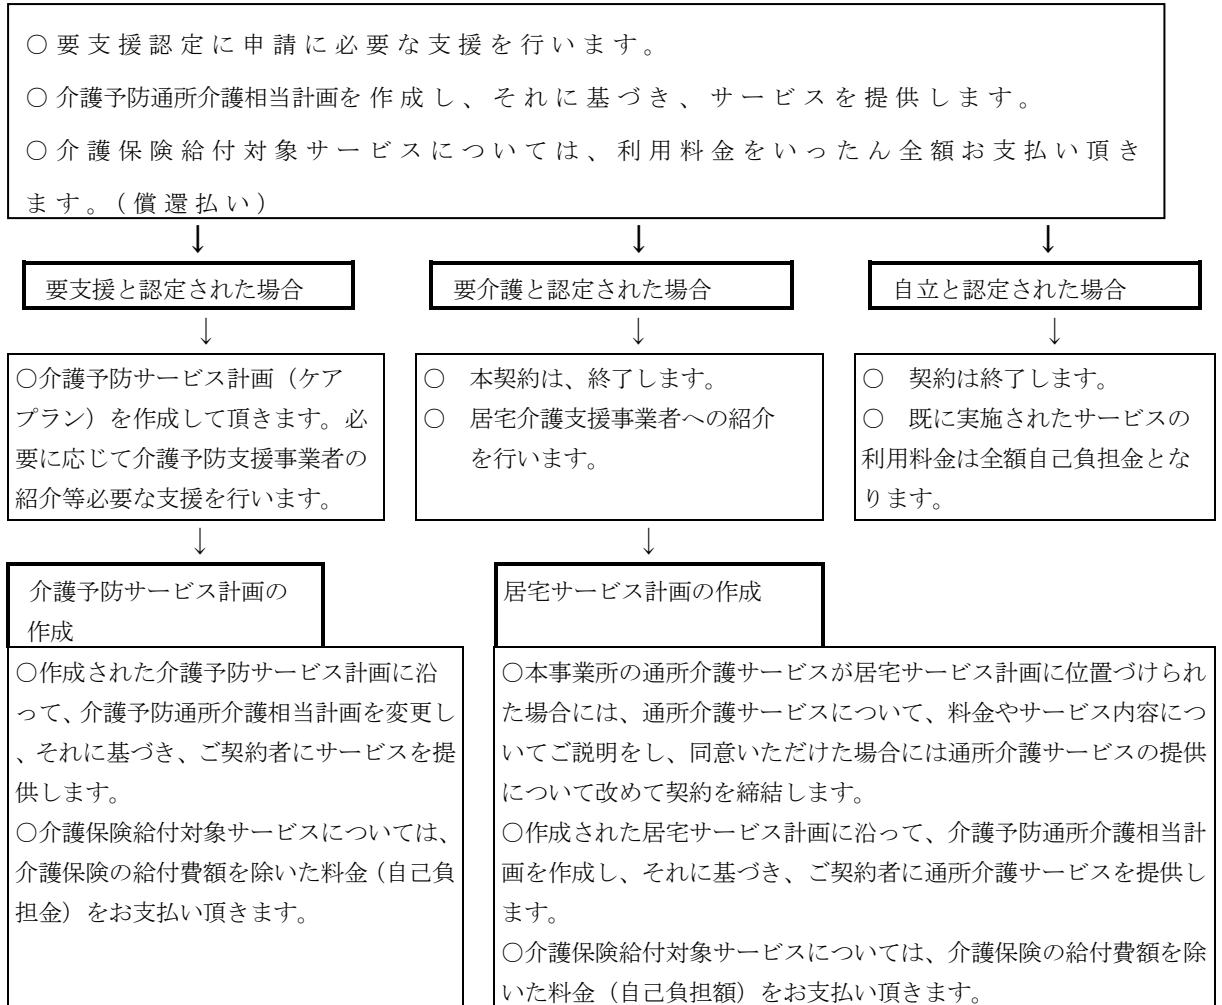 ○要支援認定に申請に必要な支援を行います。
○介護予防通所介護相当計画を作成し、それに基づき、サービスを提供します。
○介護保険給付対象サービスについては、利用料金をいったん全額お支払い頂き
ます。(償還払い)
↓ ↓ ↓
要支援と認定された場合
↓
○介護予防サービス計画（ケア
プラン）を作成して頂きます。必
要に応じて介護予防支援事業者の
紹介等必要な支援を行います。
↓
介護予防サービス計画の
作成
○作成された介護予防サービス計画に沿
って、介護予防通所介護相当計画を変更し
、それに基づき、ご契約者にサービスを提
供します。
○介護保険給付対象サービスについては、
介護保険の給付費額を除いた料金（自己負
担金）をお支払い頂きます。
要介護と認定された場合
↓
○　本契約は、終了します。
○　居宅介護支援事業者への紹介
を行います。
↓
居宅サービス計画の作成
○本事業所の通所介護サービスが居宅サービス計画に位置づけられ
た場合には、通所介護サービスについて、料金やサービス内容につ
いてご説明をし、同意いただけた場合には通所介護サービスの提供
について改めて契約を締結します。
○作成された居宅サービス計画に沿って、介護予防通所介護相当計
画を作成し、それに基づき、ご契約者に通所介護サービスを提供し
ます。
○介護保険給付対象サービスについては、介護保険の給付費額を除
いた料金（自己負担額）をお支払い頂きます。
自立と認定された場合
↓
○　契約は終了します。
○　既に実施されたサービスの
利用料金は全額自己負担金とな
ります。